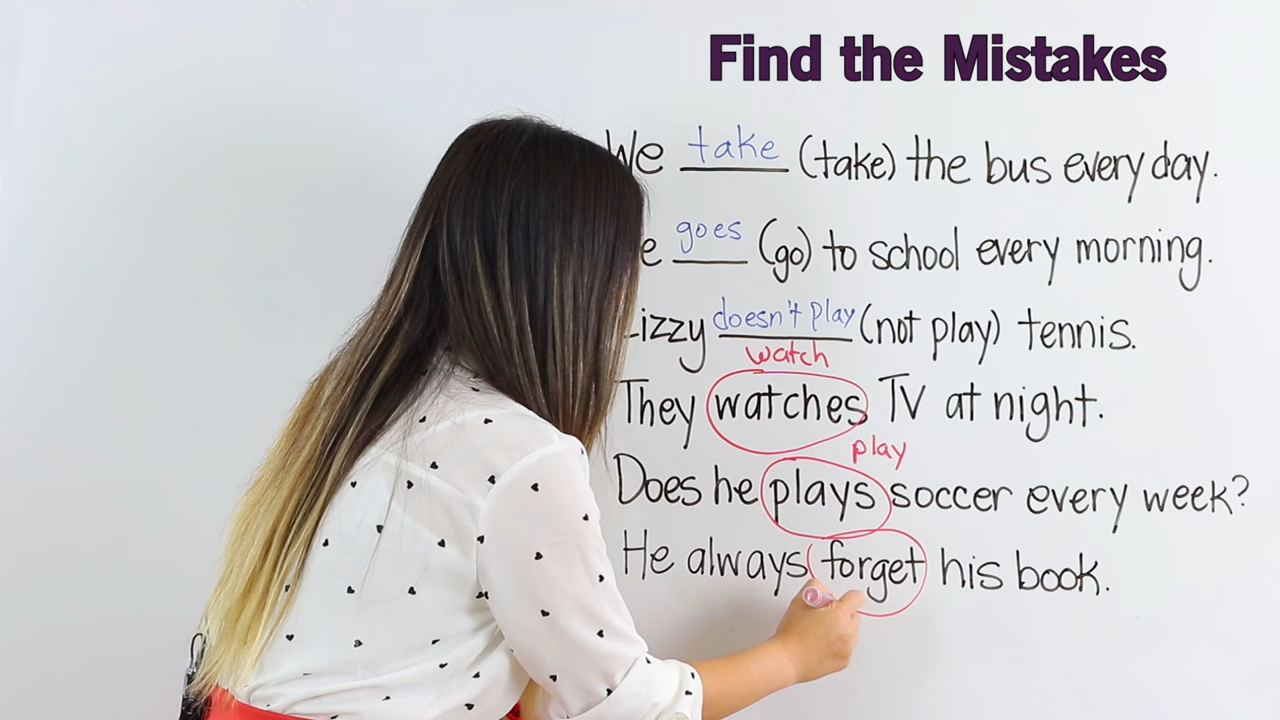 Find the Mistakes
We take (take) the bus every day.
goes (go) to school every morning.
Lizzy doesn't play (not play) tennis.
watch
They watches TV at night.
play
Does he plays soccer every week?
He always forget his book.